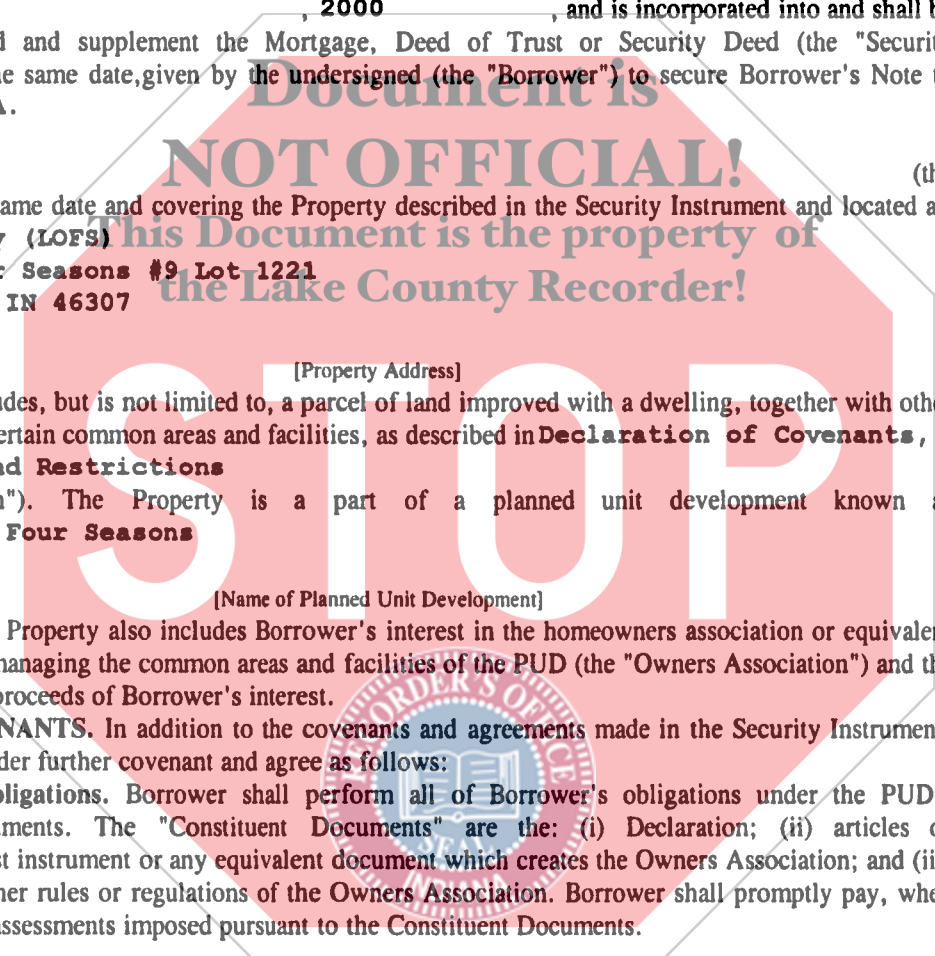 , 2000 , and is incorporated into and shall b
d and supplement the Mortgage, Deed of Trust or Security Deed (the "Securit
he same date,given by the undersigned (the "Borrower") to secure Borrower's Note t
A.
Document is
NOT OFFICIAL!
(th
ame date and covering the Property described in the Security Instrument and located a
y (LOFS)
This Document is the property of
r Seasons #9 Lot 1221
the Lake County Recorder!
IN 46307
[Property Address]
udes, but is not limited to, a parcel of land improved with a dwelling, together with othe
ertain common areas and facilities, as described in Declaration of Covenants,
nd Restrictions
n"). The Property is a part of a planned unit development known a
Four Seasons
STOP
[Name of Planned Unit Development]
Property also includes Borrower's interest in the homeowners association or equivale
managing the common areas and facilities of the PUD (the "Owners Association") and th
proceeds of Borrower's interest.
NANTS. In addition to the covenants and agreements made in the Security Instrumen
der further covenant and agree as follows:
bligations. Borrower shall perform all of Borrower's obligations under the PUD
uments. The "Constituent Documents" are the: (i) Declaration; (ii) articles o
st instrument or any equivalent document which creates the Owners Association; and (ii
her rules or regulations of the Owners Association. Borrower shall promptly pay, whe
assessments imposed pursuant to the Constituent Documents.
RECORDER'S OFFICE
SEAL